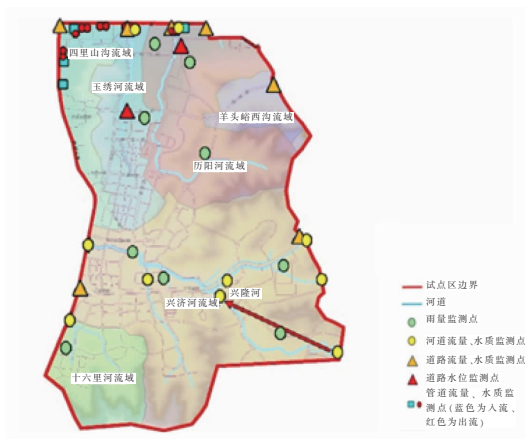 四里山沟流域
玉绣河流域
羊头峪西沟流域
历阳河流域
兴隆河
兴济河流域
十六里河流域
试点区边界
河道
雨量监测点
河道流量、水质监测点
道路流量、水质监测点
道路水位监测点
管道流量、水质监
测点(蓝色为入流,
红色为出流)